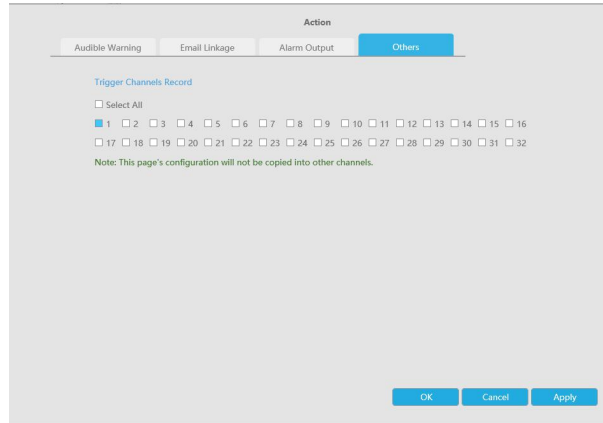 Action
Audible Warning Email Linkage Alarm Output Others
Trigger Channels Record
Select All
1 2 3 4 5 6 7 8 9 10 11 12 13 14 15 16
17 18 19 20 21 22 23 24 25 26 27 28 29 30 31 32
Note: This page's configuration will not be copied into other channels.
OK Cancel Apply